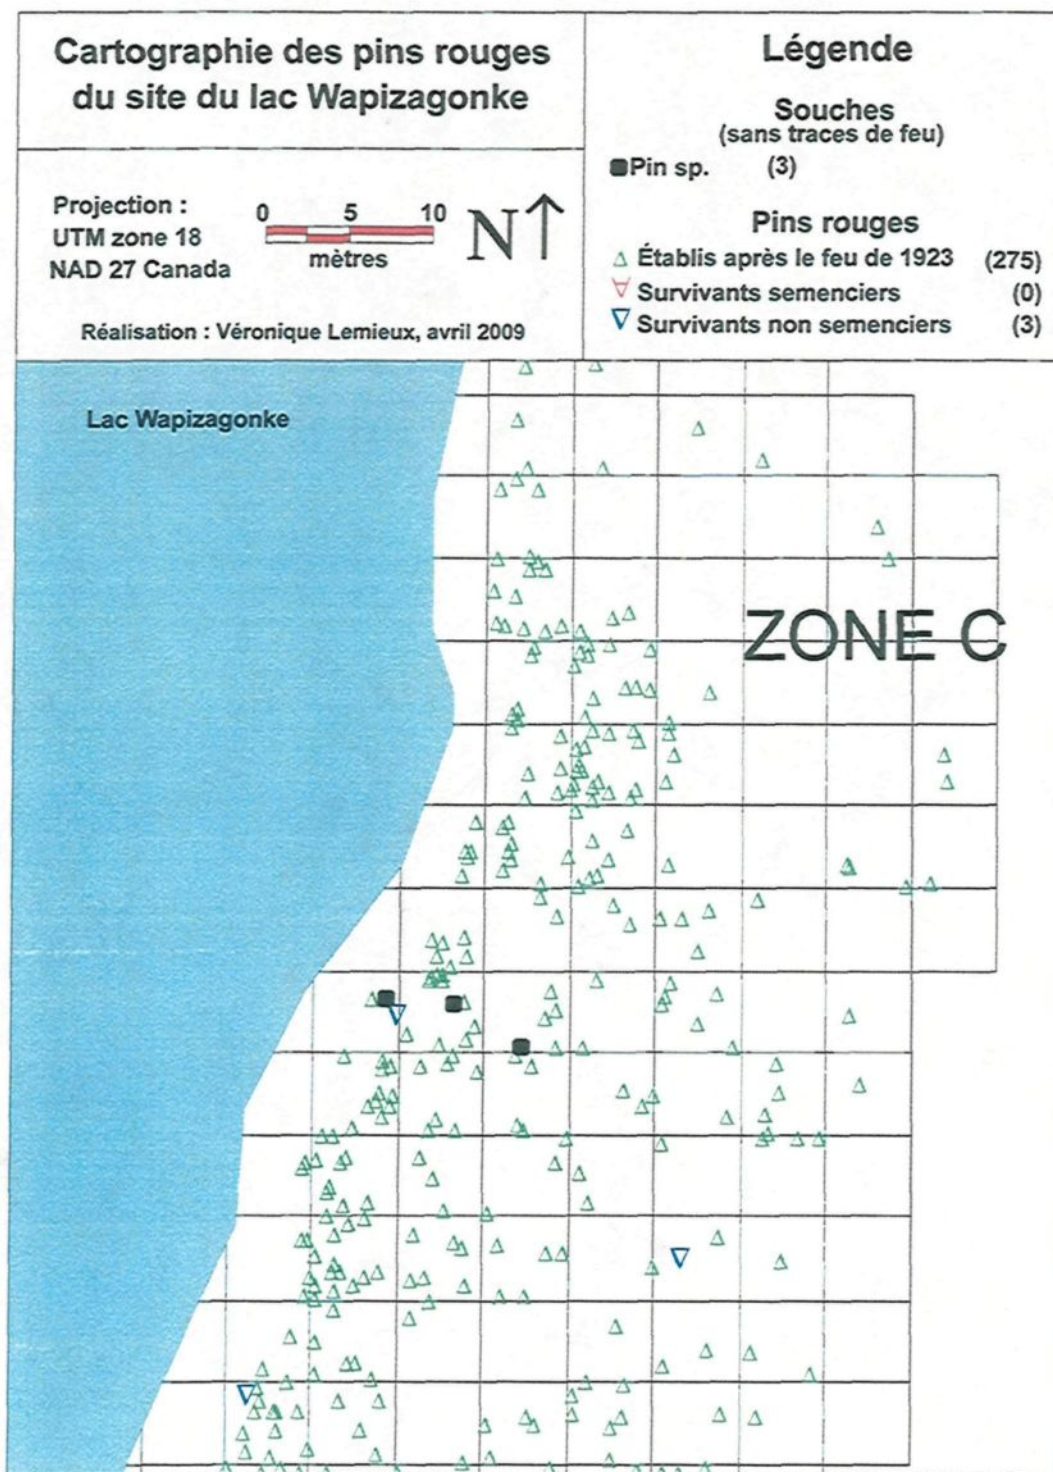 Cartographie des pins rouges
du site du lac Wapizagonke
Projection :
UTM zone 18
NAD 27 Canada
0 5 10
mètres
N
Réalisation : Véronique Lemieux, avril 2009
Légende
Souches
(sans traces de feu)
Pin sp. (3)
Pins rouges
Établis après le feu de 1923 (275)
Survivants semenciers (0)
Survivants non semenciers (3)
Lac Wapizagonke
ZONE C